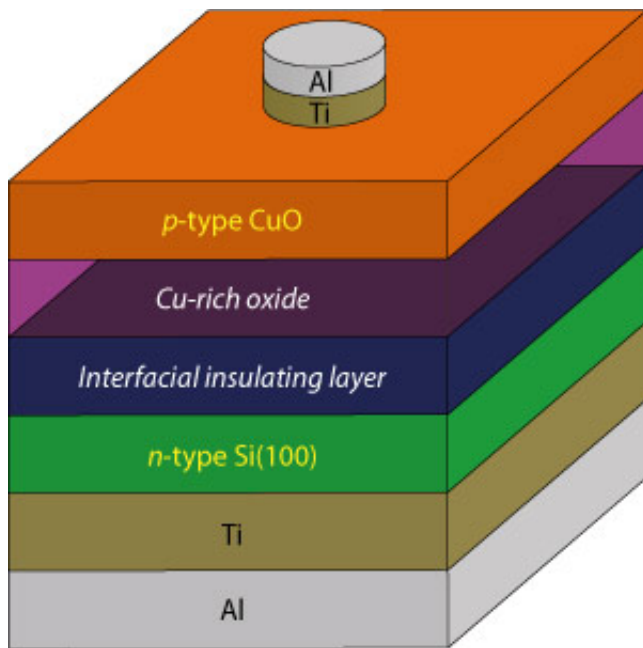 Al
Ti
p-type CuO
Cu-rich oxide
Interfacial insulating layer
n-type Si(100)
Ti
Al